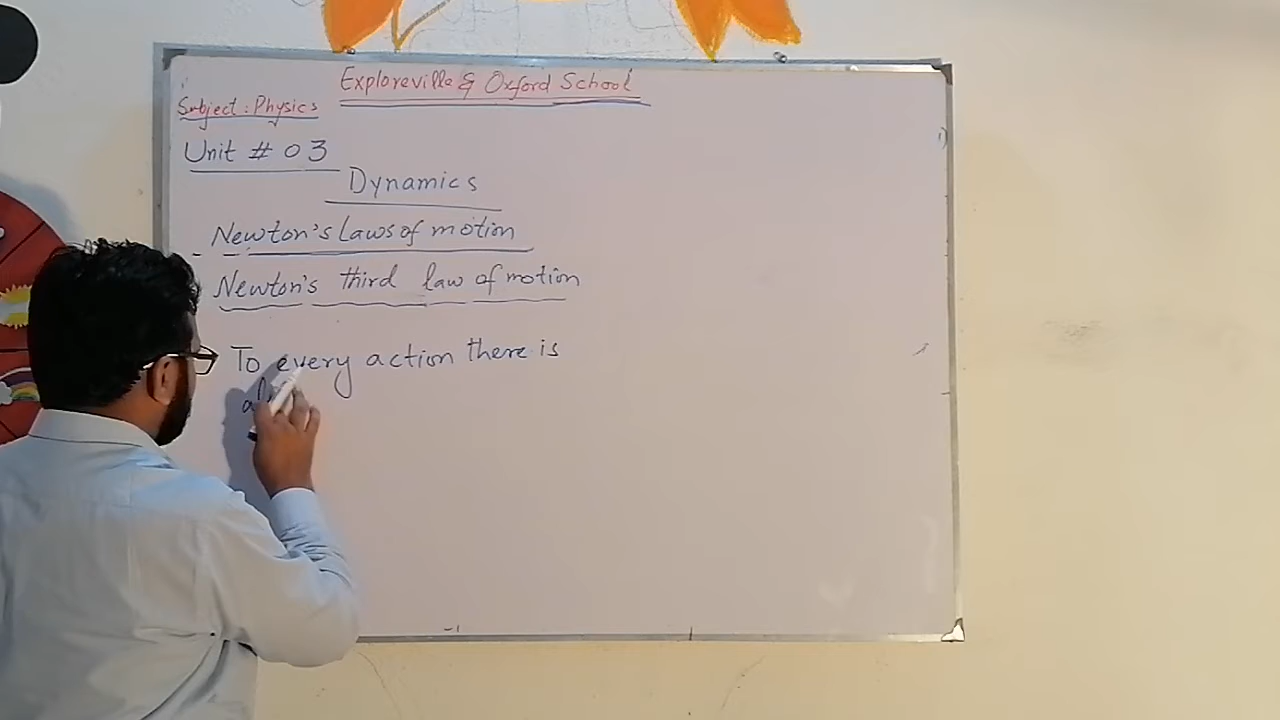 Exploreville & Oxford School
Subject : Physics
Unit # 03
Dynamics
Newton's Laws of motion
Newton's third law of motion
To every action there is